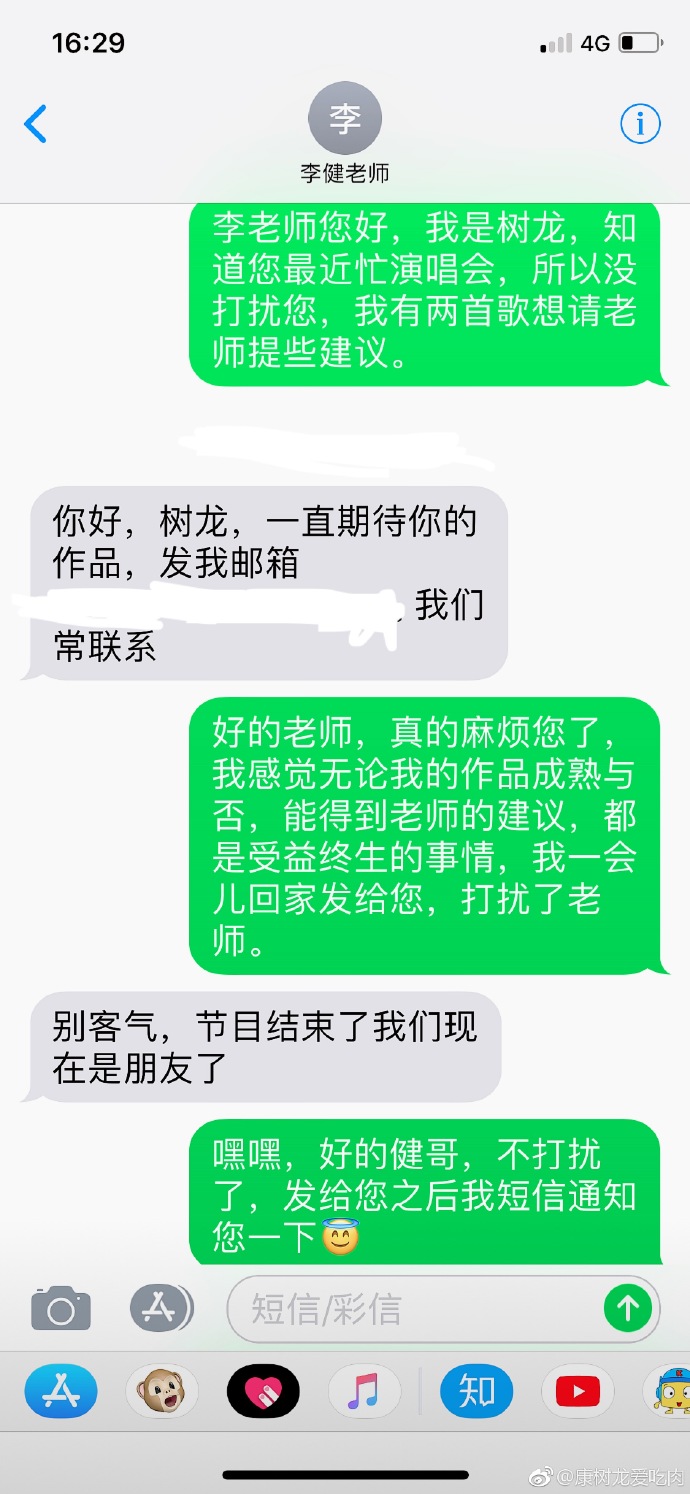 16:29
4G
李
李健老师
李老师您好，我是树龙，知
道您最近忙演唱会，所以没
打扰您，我有两首歌想请老
师提些建议。
你好，树龙，一直期待你的
作品，发我邮箱
，我们
常联系
好的老师，真的麻烦您了，
我感觉无论我的作品成熟与
否，能得到老师的建议，都
是受益终生的事情，我一会
儿回家发给您，打扰了老
师。
别客气，节目结束了我们现
在是朋友了
嘿嘿，好的健哥，不打扰
了，发给您之后我短信通知
您一下😇
短信/彩信
知
@康树龙爱吃肉